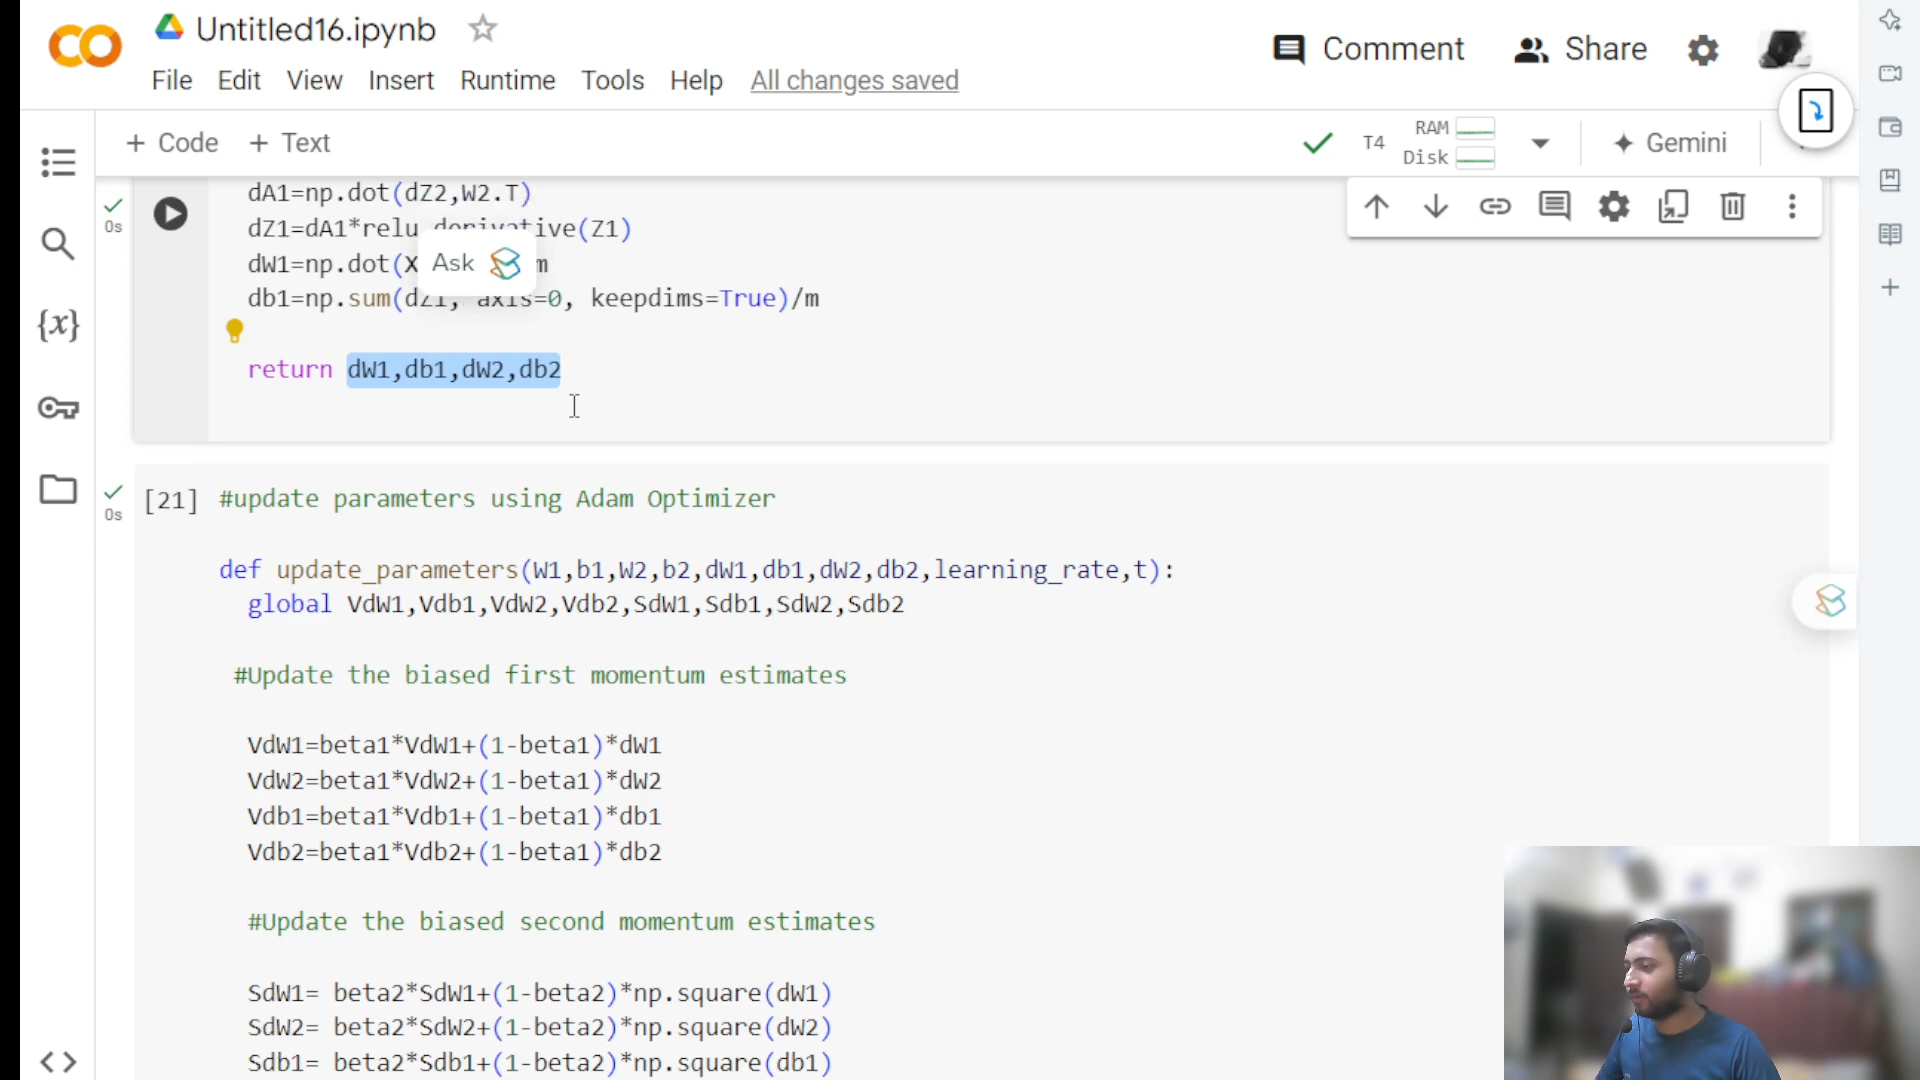 Untitled16.ipynb
File Edit View Insert Runtime Tools Help All changes saved
Comment Share
+ Code + Text
T4 RAM Disk Gemini
0s
dA1=np.dot(dZ2,W2.T)
dZ1=dA1*relu derivative(Z1)
dW1=np.dot(X m
Ask
db1=np.sum(dZ1, axis=0, keepdims=True)/m
return dW1,db1,dW2,db2
0s
[21] #update parameters using Adam Optimizer
def update_parameters(W1,b1,W2,b2,dW1,db1,dW2,db2,learning_rate,t):
global VdW1,Vdb1,VdW2,Vdb2,SdW1,Sdb1,SdW2,Sdb2
#Update the biased first momentum estimates
VdW1=beta1*VdW1+(1-beta1)*dW1
VdW2=beta1*VdW2+(1-beta1)*dW2
Vdb1=beta1*Vdb1+(1-beta1)*db1
Vdb2=beta1*Vdb2+(1-beta1)*db2
#Update the biased second momentum estimates
SdW1= beta2*SdW1+(1-beta2)*np.square(dW1)
SdW2= beta2*SdW2+(1-beta2)*np.square(dW2)
Sdb1= beta2*Sdb1+(1-beta2)*np.square(db1)